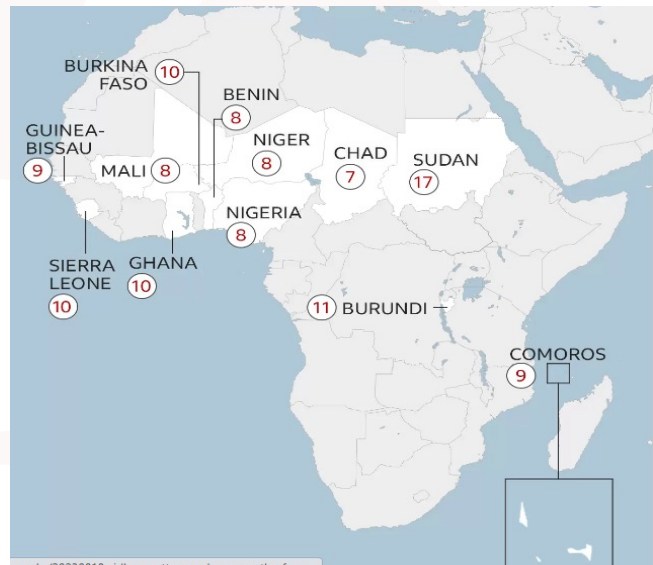 BURKINA
FASO 10
BENIN
8
GUINEA-
BISSAU
9
MALI 8
NIGER
8
CHAD
7
SUDAN
17
NIGERIA
8
SIERRA
LEONE
10
GHANA
10
11 BURUNDI
COMOROS
9